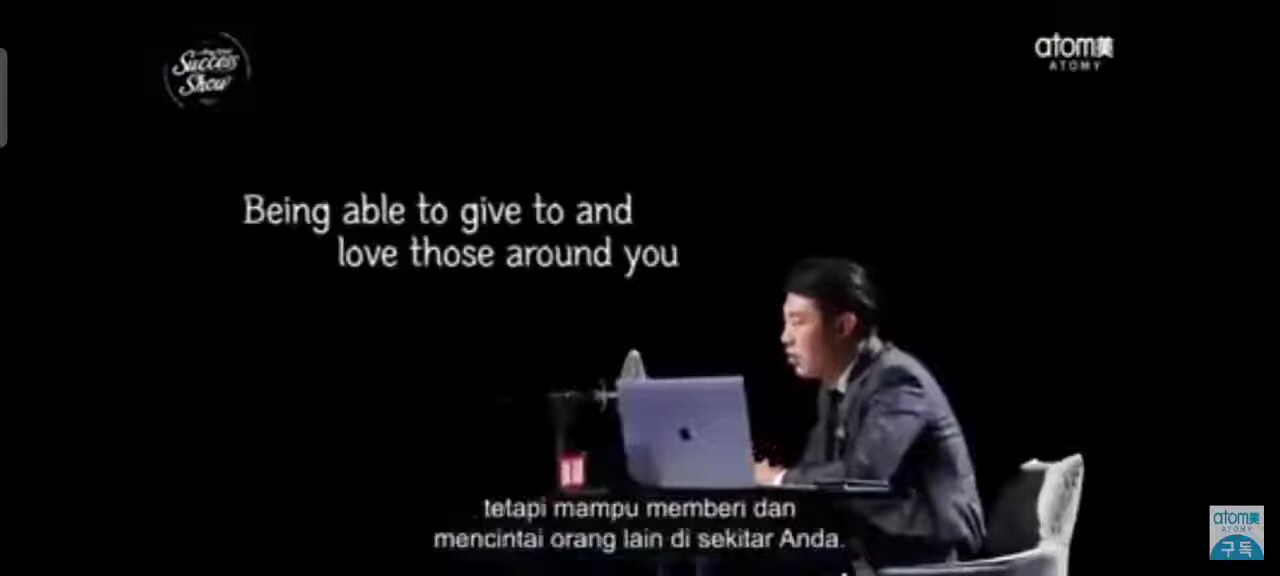 Success
Show
atom美
ATOMY
Being able to give to and
love those around you
tetapi mampu memberi dan
mencintai orang lain di sekitar Anda.
atom美
ATOMY
구독